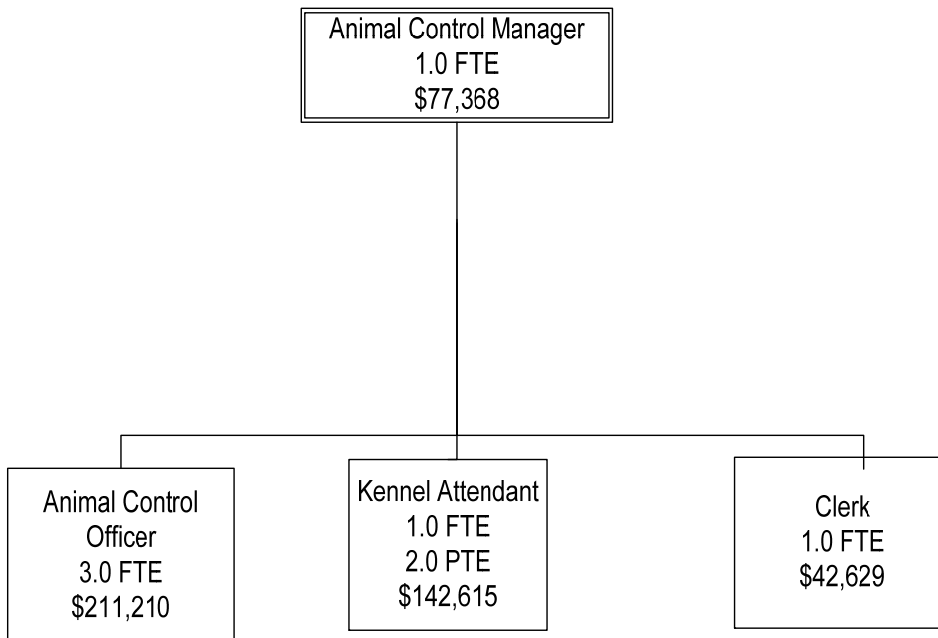 Animal Control Manager
1.0 FTE
$77,368
Animal Control
Officer
3.0 FTE
$211,210
Kennel Attendant
1.0 FTE
2.0 PTE
$142,615
Clerk
1.0 FTE
$42,629